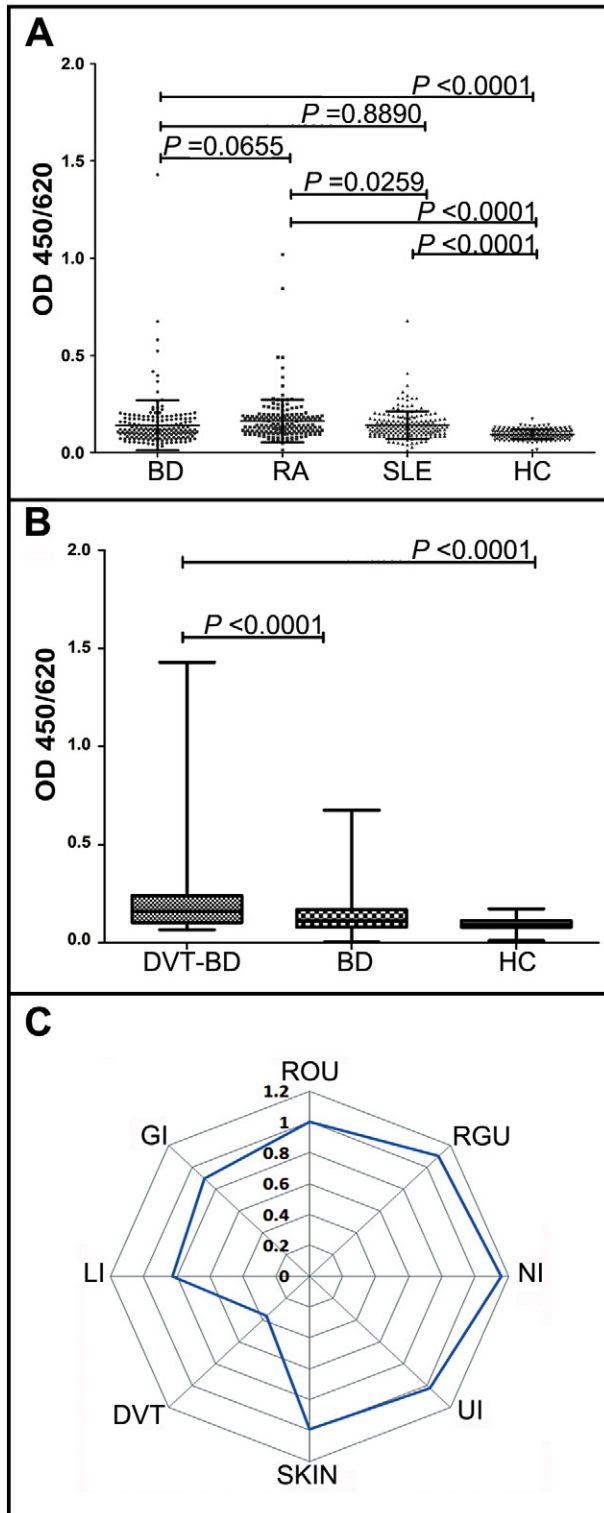 A
2.0
P <0.0001
P =0.8890
1.5
P =0.0655
P =0.0259
P <0.0001
1.0
P <0.0001
OD 450/620
0.5
0.0
BD RA SLE HC
B
2.0
P <0.0001
P <0.0001
1.5
OD 450/620
1.0
0.5
0.0
DVT-BD BD HC
C
ROU
1.2
GI 1 RGU
0.8
0.6
0.4
0.2
LI 0 NI
DVT UI
SKIN